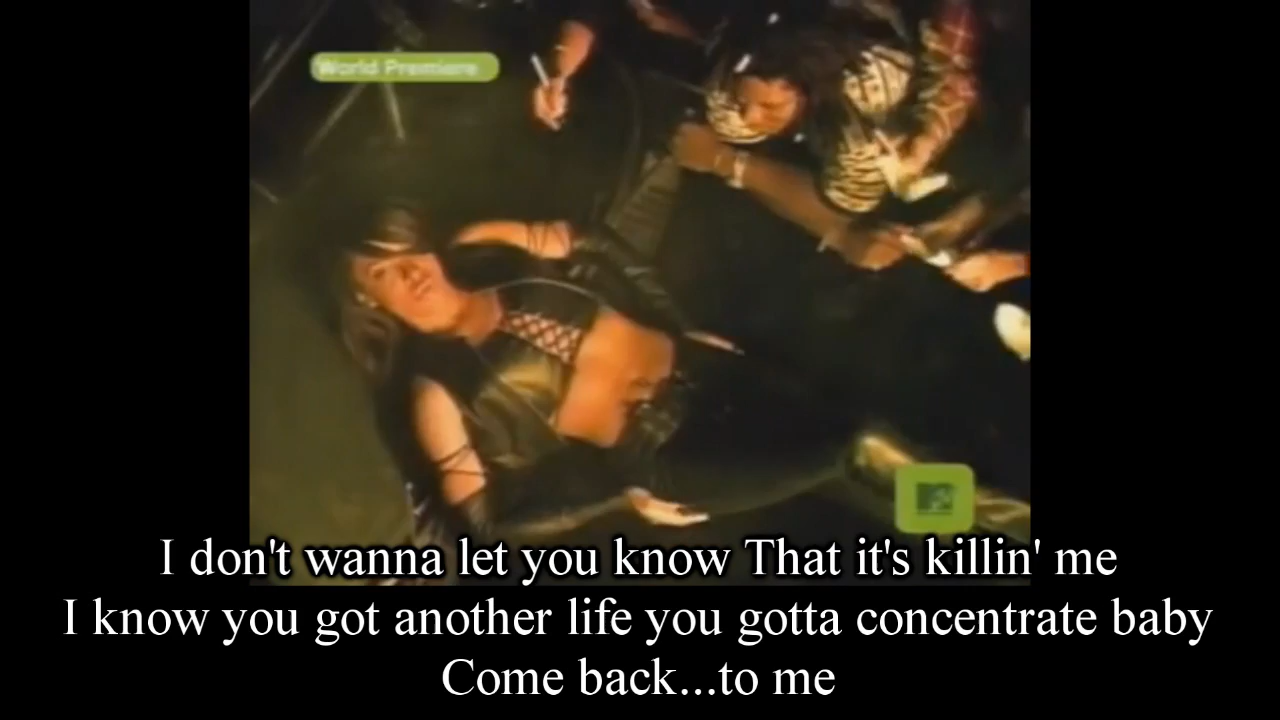 World Premiere
I don't wanna let you know That it's killin' me
I know you got another life you gotta concentrate baby
Come back...to me